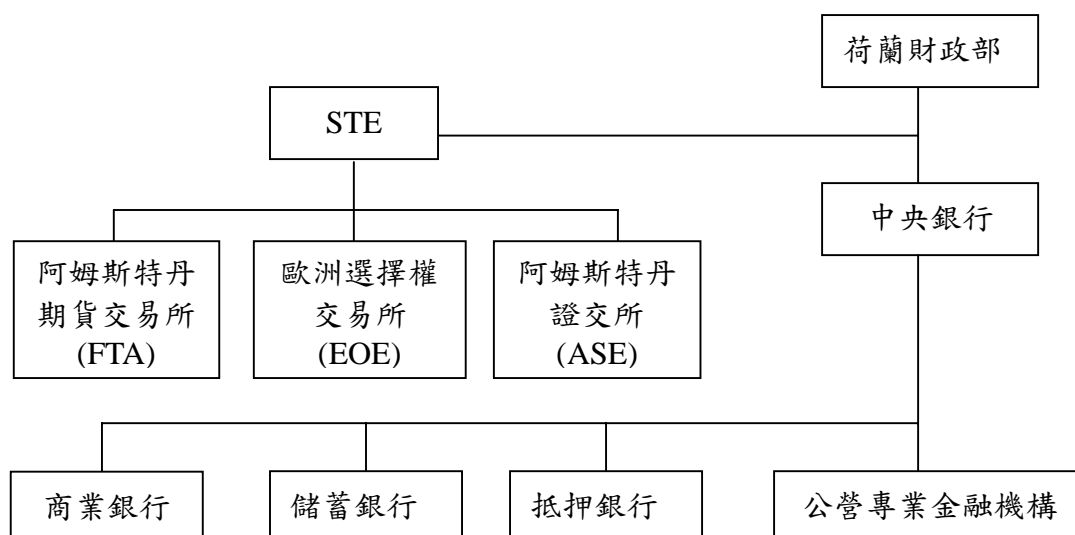 荷蘭財政部
STE
中央銀行
阿姆斯特丹
期貨交易所
(FTA)
歐洲選擇權
交易所
(EOE)
阿姆斯特丹
證交所
(ASE)
商業銀行
儲蓄銀行
抵押銀行
公營專業金融機構